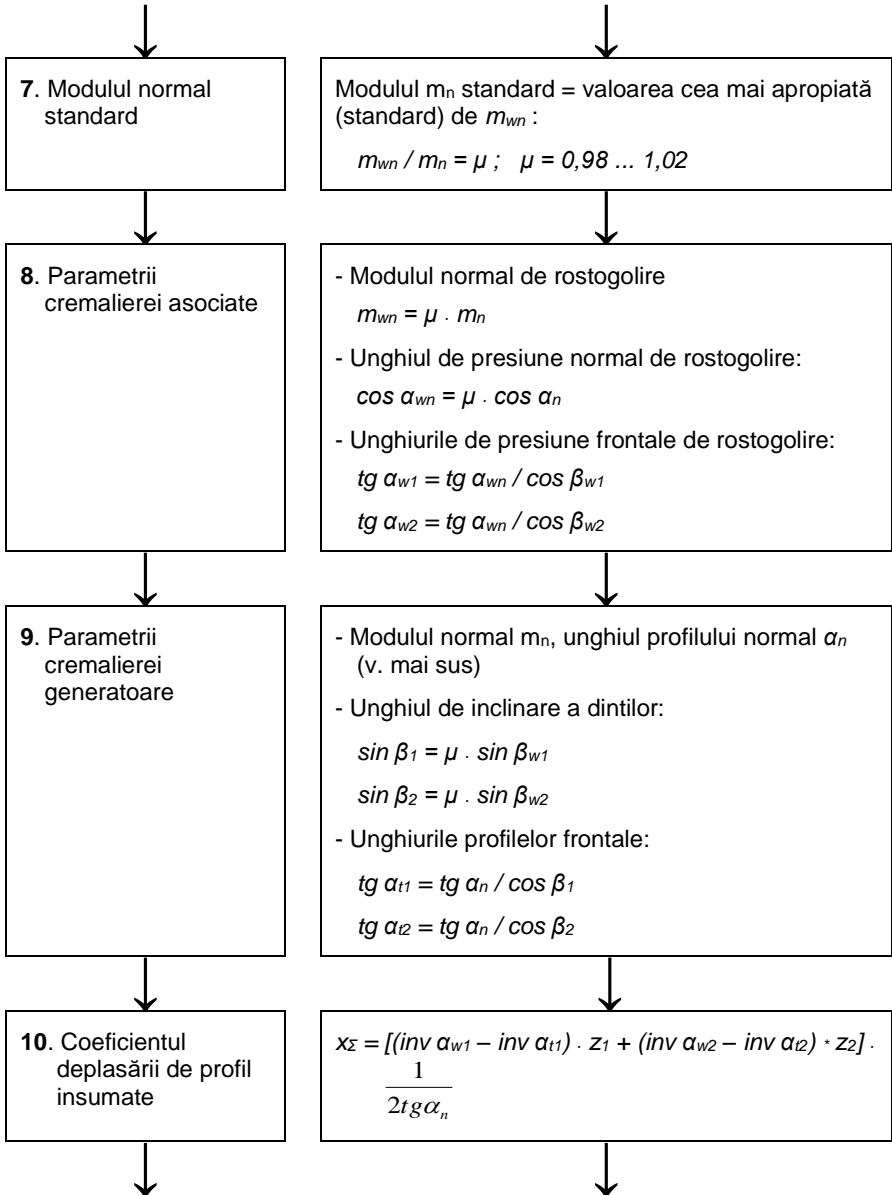 7. Modulul normal
standard
Modulul mn standard = valoarea cea mai apropiată
(standard) de mwn :
mwn / mn = μ ; μ = 0,98 ... 1,02
8. Parametrii
cremalierei asociate
- Modulul normal de rostogolire
mwn = μ . mn
- Unghiul de presiune normal de rostogolire:
cos αwn = μ . cos αn
- Unghiurile de presiune frontale de rostogolire:
tg αw1 = tg αwn / cos βw1
tg αw2 = tg αwn / cos βw2
9. Parametrii
cremalierei
generatoare
- Modulul normal mn, unghiul profilului normal αn
(v. mai sus)
- Unghiul de inclinare a dintilor:
sin β1 = μ . sin βw1
sin β2 = μ . sin βw2
- Unghiurile profilelor frontale:
tg αt1 = tg αn / cos β1
tg αt2 = tg αn / cos β2
10. Coeficientul
deplasării de profil
insumate
xΣ = [(inv αw1 – inv αt1) . z1 + (inv αw2 – inv αt2) * z2] .
1
2tgαn